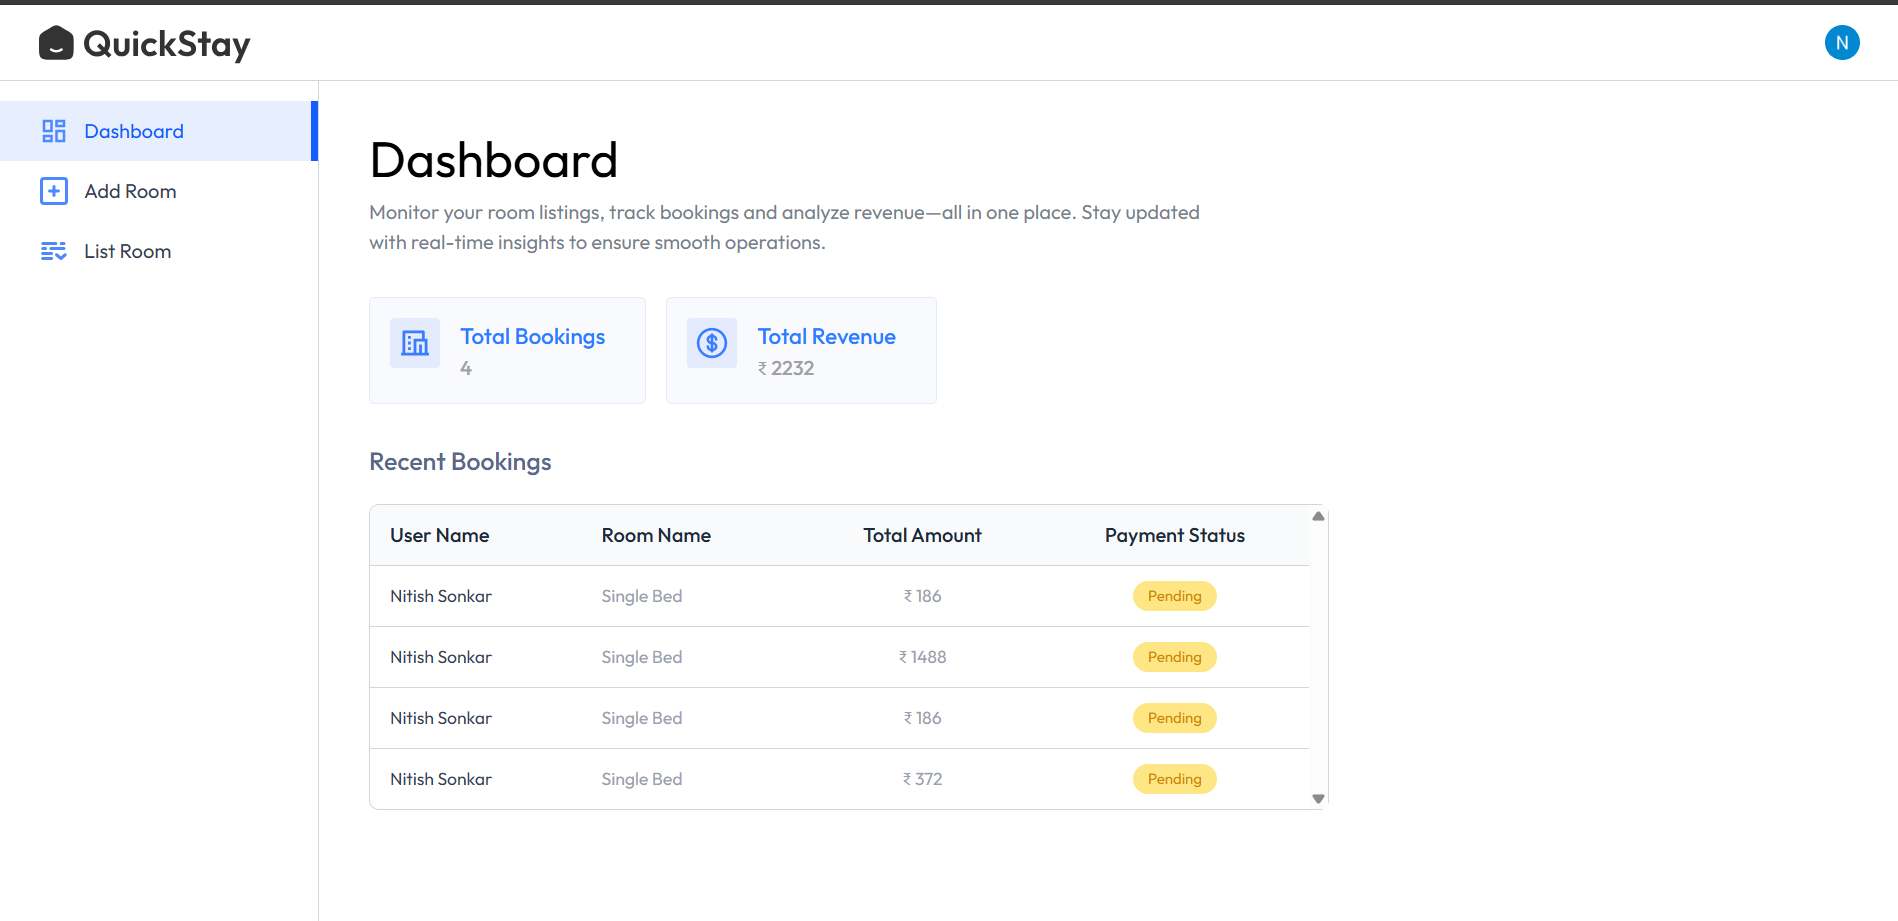 QuickStay
N
Dashboard
Add Room
List Room
Dashboard
Monitor your room listings, track bookings and analyze revenue—all in one place. Stay updated
with real-time insights to ensure smooth operations.
Total Bookings
4
Total Revenue
₹ 2232
Recent Bookings
User Name Room Name Total Amount Payment Status
Nitish Sonkar Single Bed ₹ 186 Pending
Nitish Sonkar Single Bed ₹ 1488 Pending
Nitish Sonkar Single Bed ₹ 186 Pending
Nitish Sonkar Single Bed ₹ 372 Pending